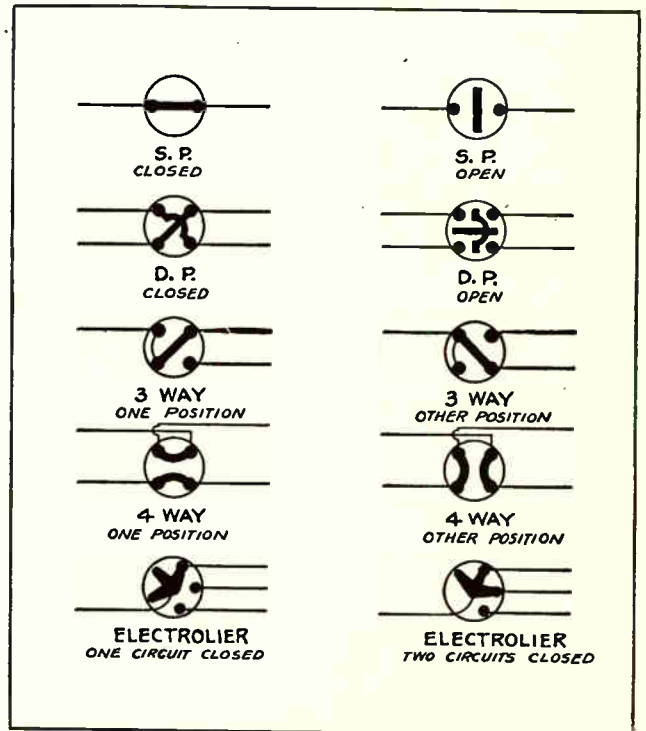 S. P.
CLOSED
S. P.
OPEN
D. P.
CLOSED
D. P.
OPEN
3 WAY
ONE POSITION
3 WAY
OTHER POSITION
4 WAY
ONE POSITION
4 WAY
OTHER POSITION
ELECTROLIER
ONE CIRCUIT CLOSED
ELECTROLIER
TWO CIRCUITS CLOSED